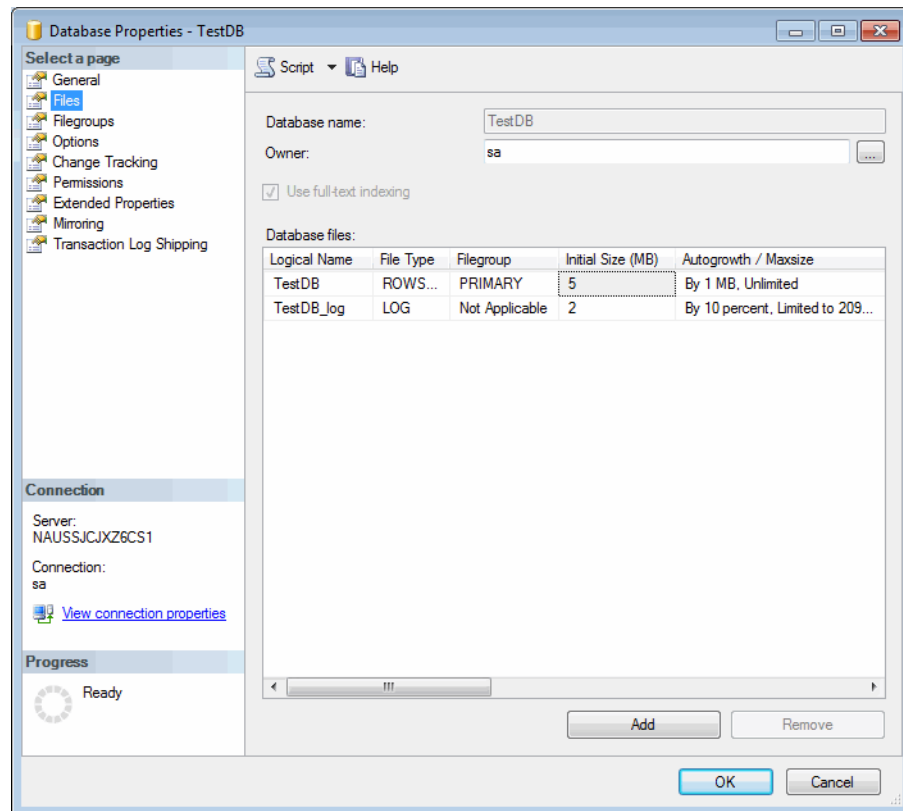 Database Properties - TestDB
Select a page
General
Files
Filegroups
Options
Change Tracking
Permissions
Extended Properties
Mirroring
Transaction Log Shipping
Connection
Server:
NAUSSJCJXZ6CS1
Connection:
sa
View connection properties
Progress
Ready
Script Help
Database name: TestDB
Owner: sa ...
Use full-text indexing
Database files:
Logical Name File Type Filegroup Initial Size (MB) Autogrowth / Maxsize
TestDB ROWS... PRIMARY 5 By 1 MB, Unlimited
TestDB_log LOG Not Applicable 2 By 10 percent, Limited to 209...
Add Remove
OK Cancel